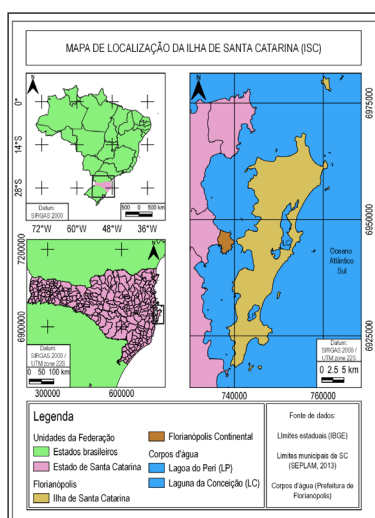 MAPA DE LOCALIZAÇÃO DA ILHA DE SANTA CATARINA (ISC)
N
0°
14°S
28°S
Datum:
SIRGAS 2000
500 0 500 km
72°W 60°W 48°W 36°W
N
7200000
6900000
Datum:
SIRGAS 2000 /
UTM zone 22S
0 50 100 km
300000 600000
N
6975000
6950000
6925000
LC
Oceano
Atlântico
Sul
LP
Datum:
SIRGAS 2000 /
UTM zone 22S
0 2.5 5 km
740000 760000
Legenda
Unidades da Federação
Estados brasileiros
Estado de Santa Catarina
Florianópolis
Ilha de Santa Catarina
Florianópolis Continental
Corpos d'água
Lagoa do Peri (LP)
Laguna da Conceição (LC)
Fonte de dados:
LImites estaduais (IBGE)
Limites municipais de SC
(SEPLAM, 2013)
Corpos d'água (Prefeitura de
Florianópolis)